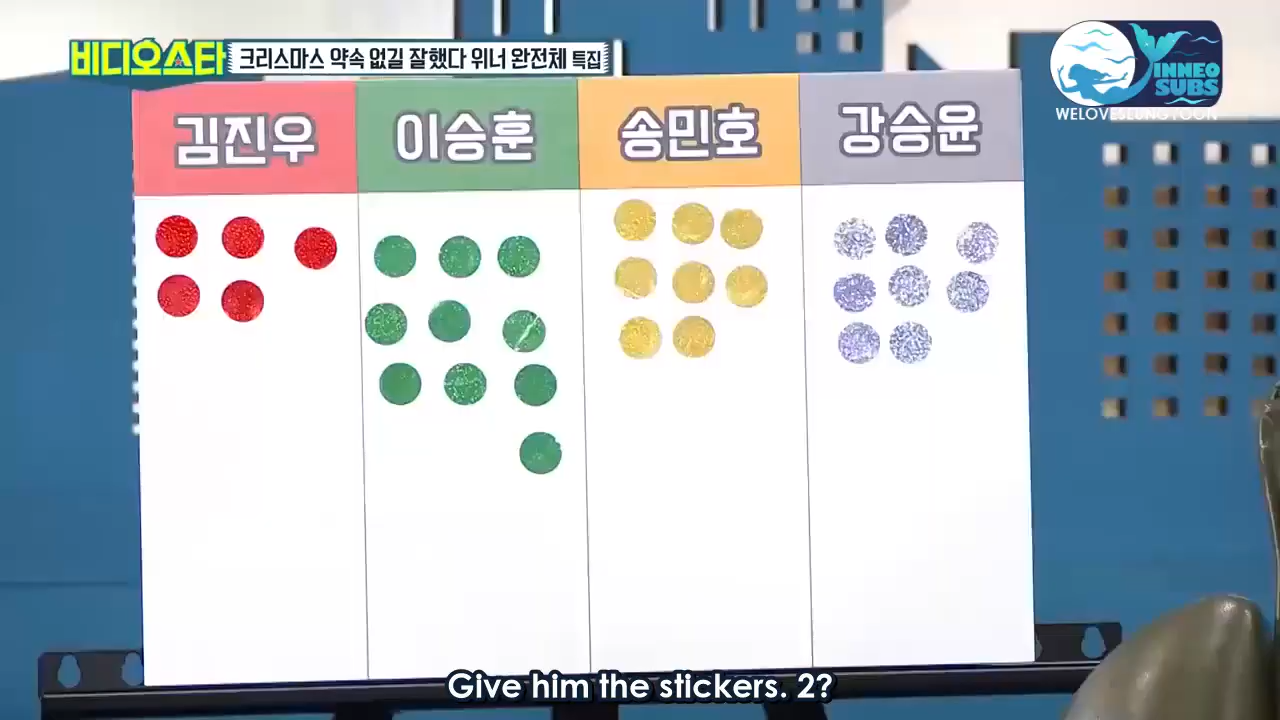 비디오스타
크리스마스 약속 없길 잘했다 위너 완전체 특집
INNEO
SUBS
WELOVESEUNGYOON
김진우
이승훈
송민호
강승윤
Give him the stickers. 2?